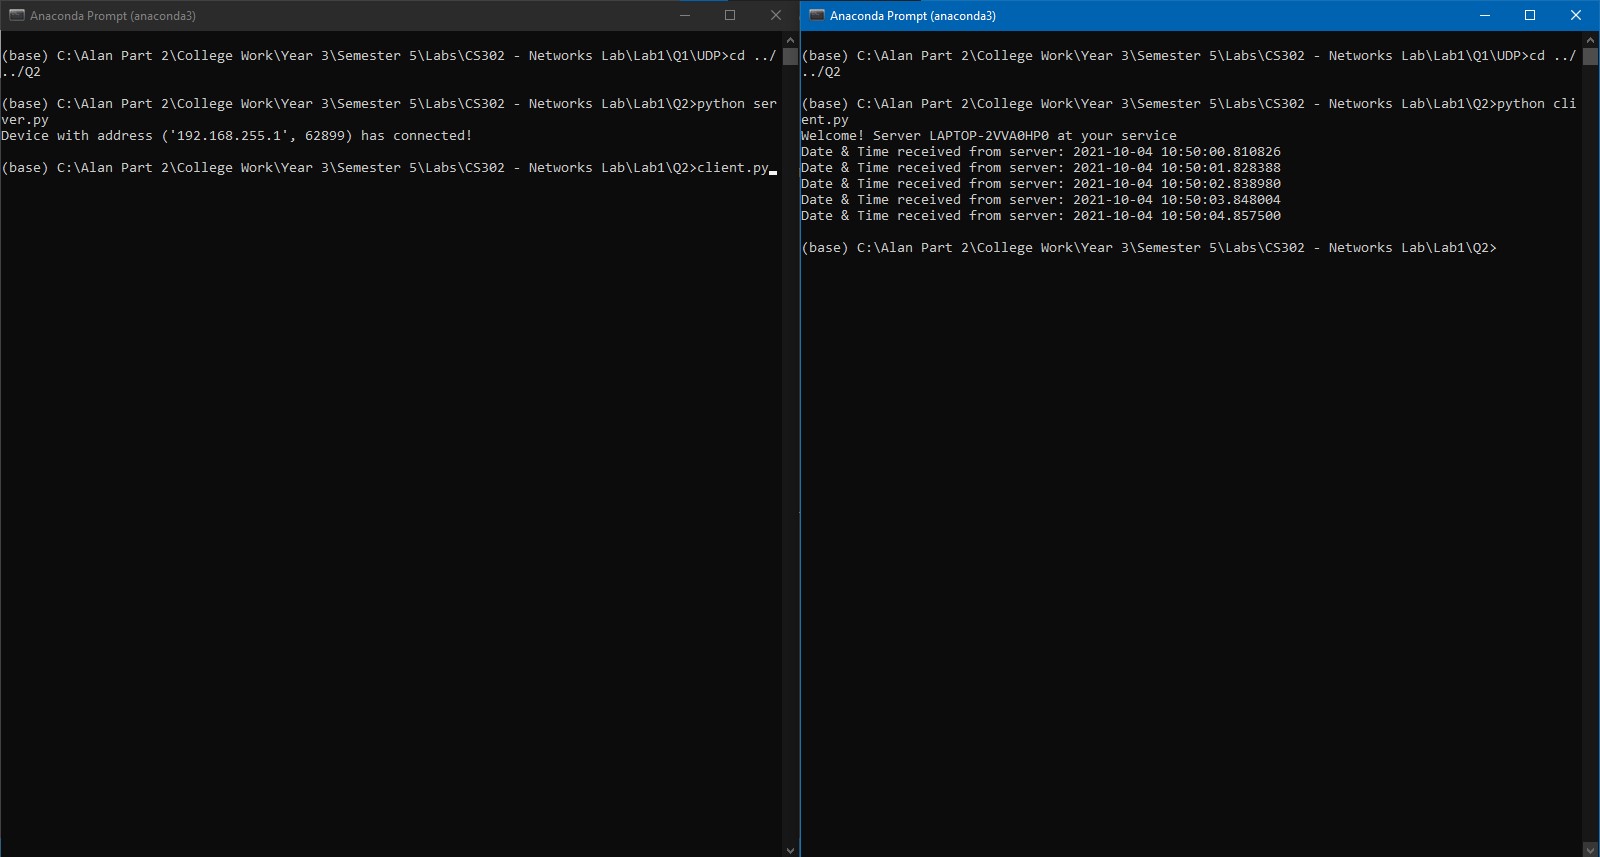 Anaconda Prompt (anaconda3)
(base) C:\Alan Part 2\College Work\Year 3\Semester 5\Labs\CS302 - Networks Lab\Lab1\Q1\UDP>cd ../
../Q2
(base) C:\Alan Part 2\College Work\Year 3\Semester 5\Labs\CS302 - Networks Lab\Lab1\Q2>python ser
ver.py
Device with address ('192.168.255.1', 62899) has connected!
(base) C:\Alan Part 2\College Work\Year 3\Semester 5\Labs\CS302 - Networks Lab\Lab1\Q2>client.py
Anaconda Prompt (anaconda3)
(base) C:\Alan Part 2\College Work\Year 3\Semester 5\Labs\CS302 - Networks Lab\Lab1\Q1\UDP>cd ../
../Q2
(base) C:\Alan Part 2\College Work\Year 3\Semester 5\Labs\CS302 - Networks Lab\Lab1\Q2>python cli
ent.py
Welcome! Server LAPTOP-2VVA0HP0 at your service
Date & Time received from server: 2021-10-04 10:50:00.810826
Date & Time received from server: 2021-10-04 10:50:01.828388
Date & Time received from server: 2021-10-04 10:50:02.838980
Date & Time received from server: 2021-10-04 10:50:03.848004
Date & Time received from server: 2021-10-04 10:50:04.857500
(base) C:\Alan Part 2\College Work\Year 3\Semester 5\Labs\CS302 - Networks Lab\Lab1\Q2>